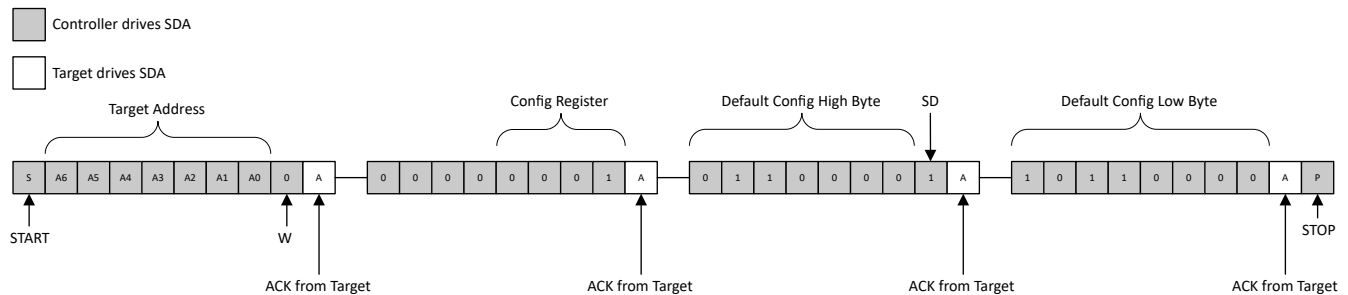 Controller drives SDA
Target drives SDA
Target Address
Config Register
Default Config High Byte
SD
Default Config Low Byte
S A6 A5 A4 A3 A2 A1 A0 0 A 0 0 0 0 0 0 0 1 A 0 1 1 0 0 0 0 1 A 1 0 1 1 0 0 0 0 A P
START
W
STOP
ACK from Target
ACK from Target
ACK from Target
ACK from Target